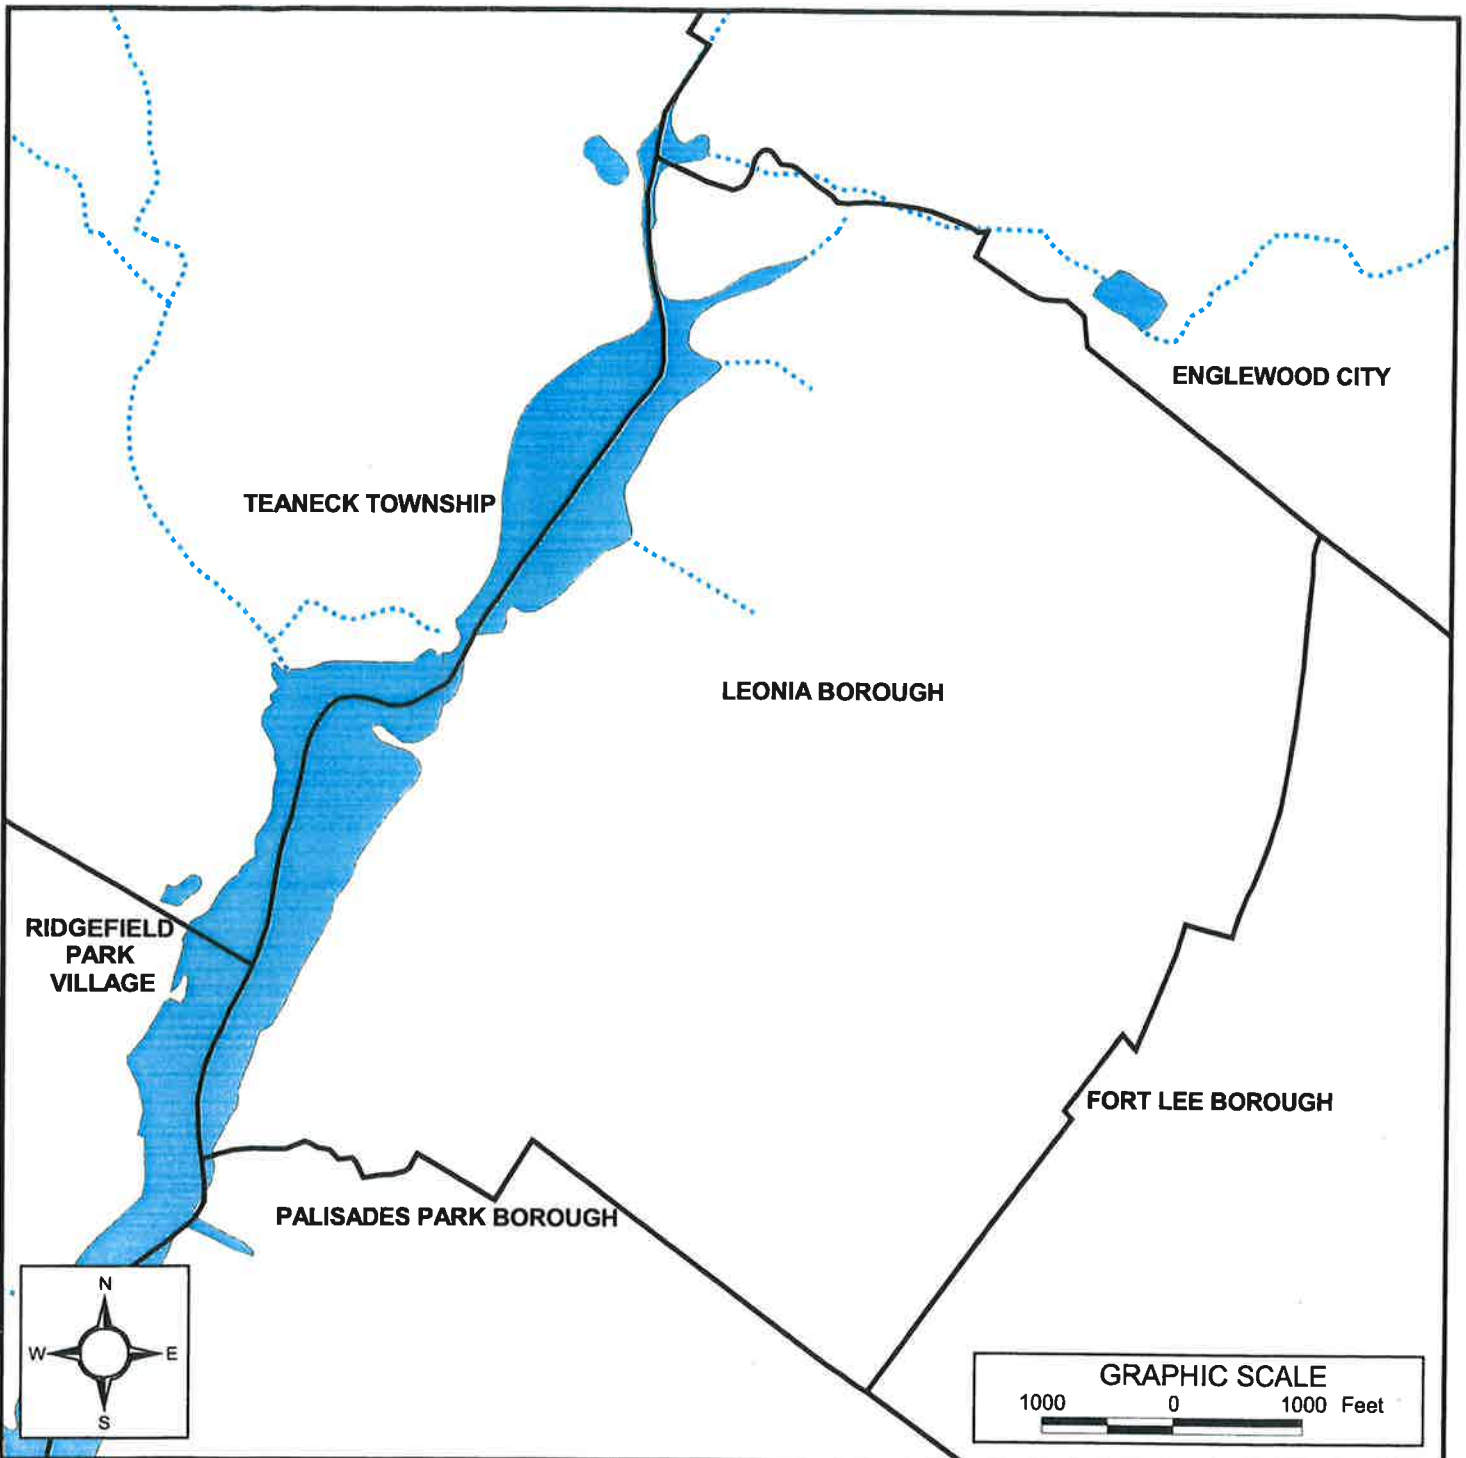 ENGLEWOOD CITY
TEANECK TOWNSHIP
LEONIA BOROUGH
RIDGEFIELD
PARK
VILLAGE
FORT LEE BOROUGH
PALISADES PARK BOROUGH
N
W E
S
GRAPHIC SCALE
1000 0 1000 Feet